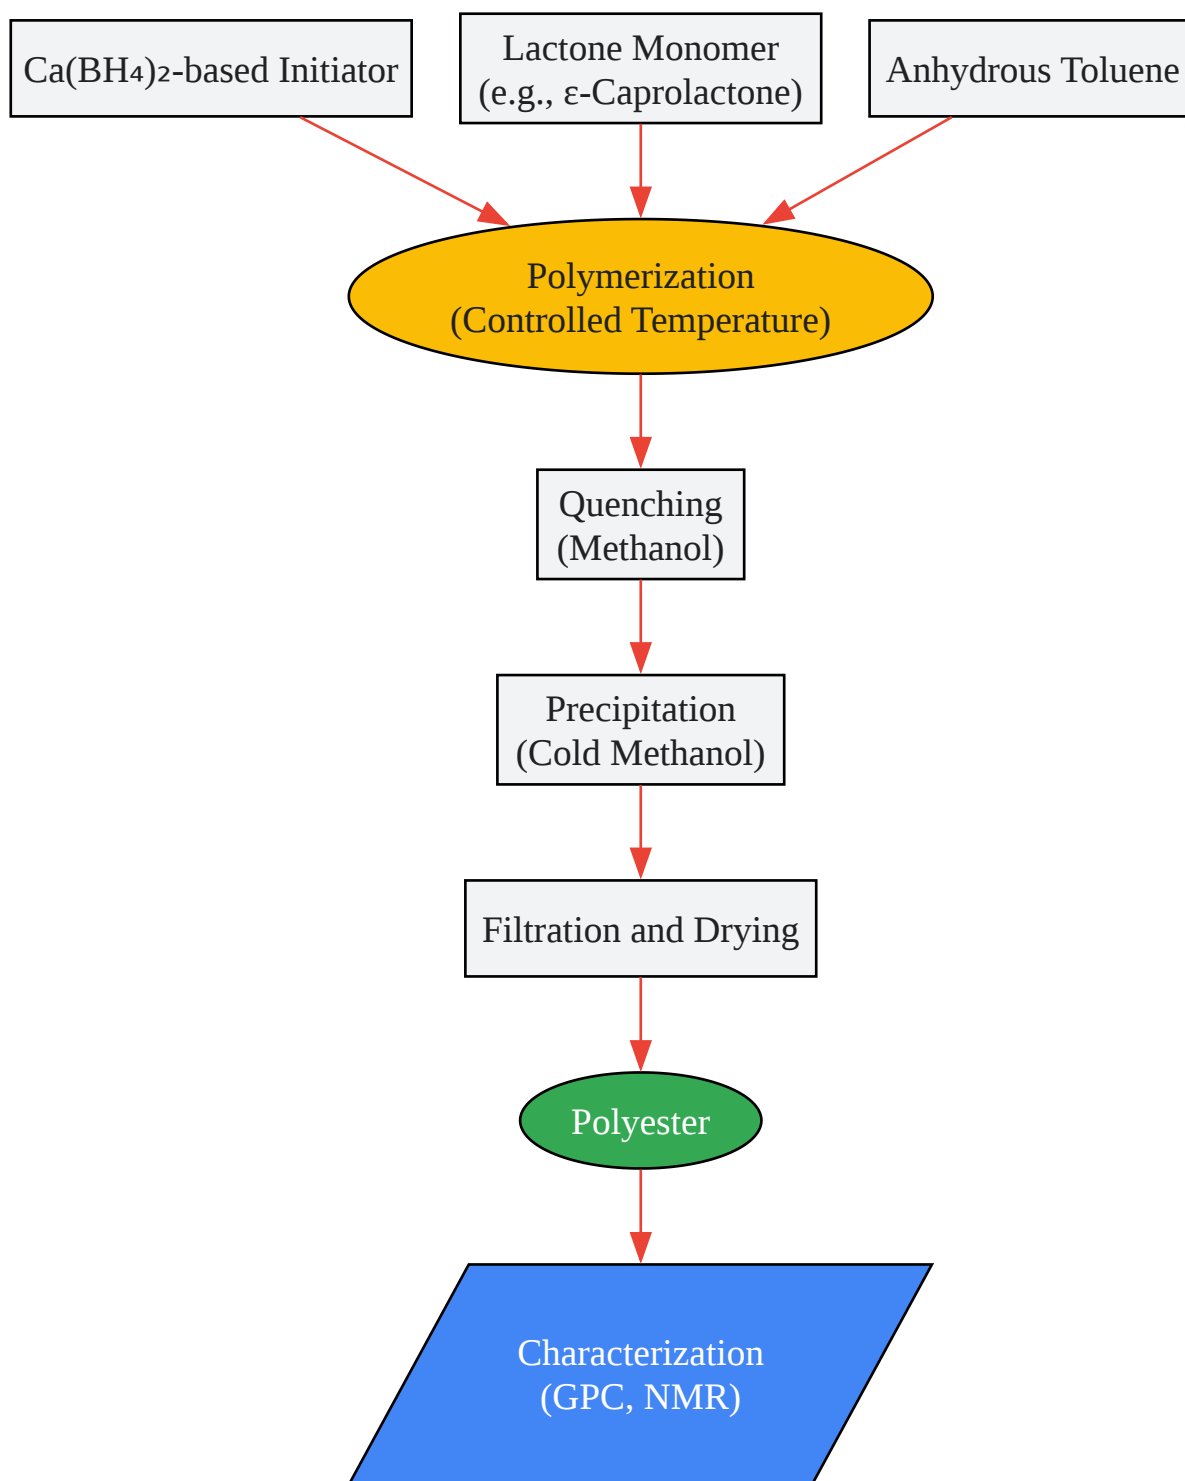 Ca(BH₄)₂-based Initiator
Lactone Monomer
(e.g., ε-Caprolactone)
Anhydrous Toluene
Polymerization
(Controlled Temperature)
Quenching
(Methanol)
Precipitation
(Cold Methanol)
Filtration and Drying
Polyester
Characterization
(GPC, NMR)